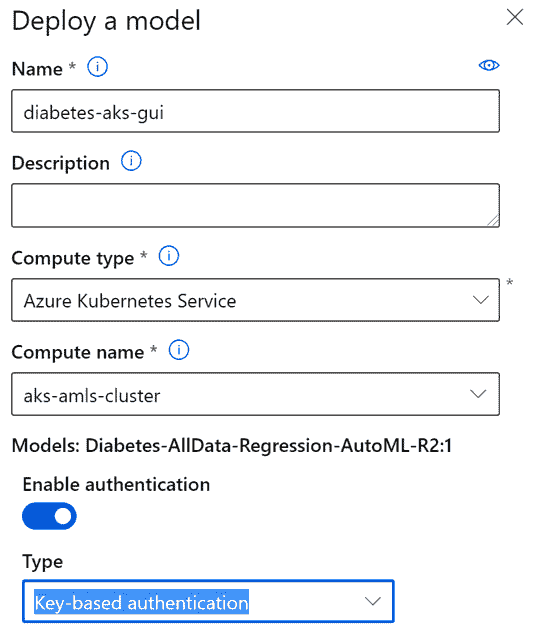 Deploy a model
Name *
diabetes-aks-gui
Description
Compute type *
Azure Kubernetes Service
*
Compute name *
aks-amls-cluster
Models: Diabetes-AllData-Regression-AutoML-R2:1
Enable authentication
Type
Key-based authentication